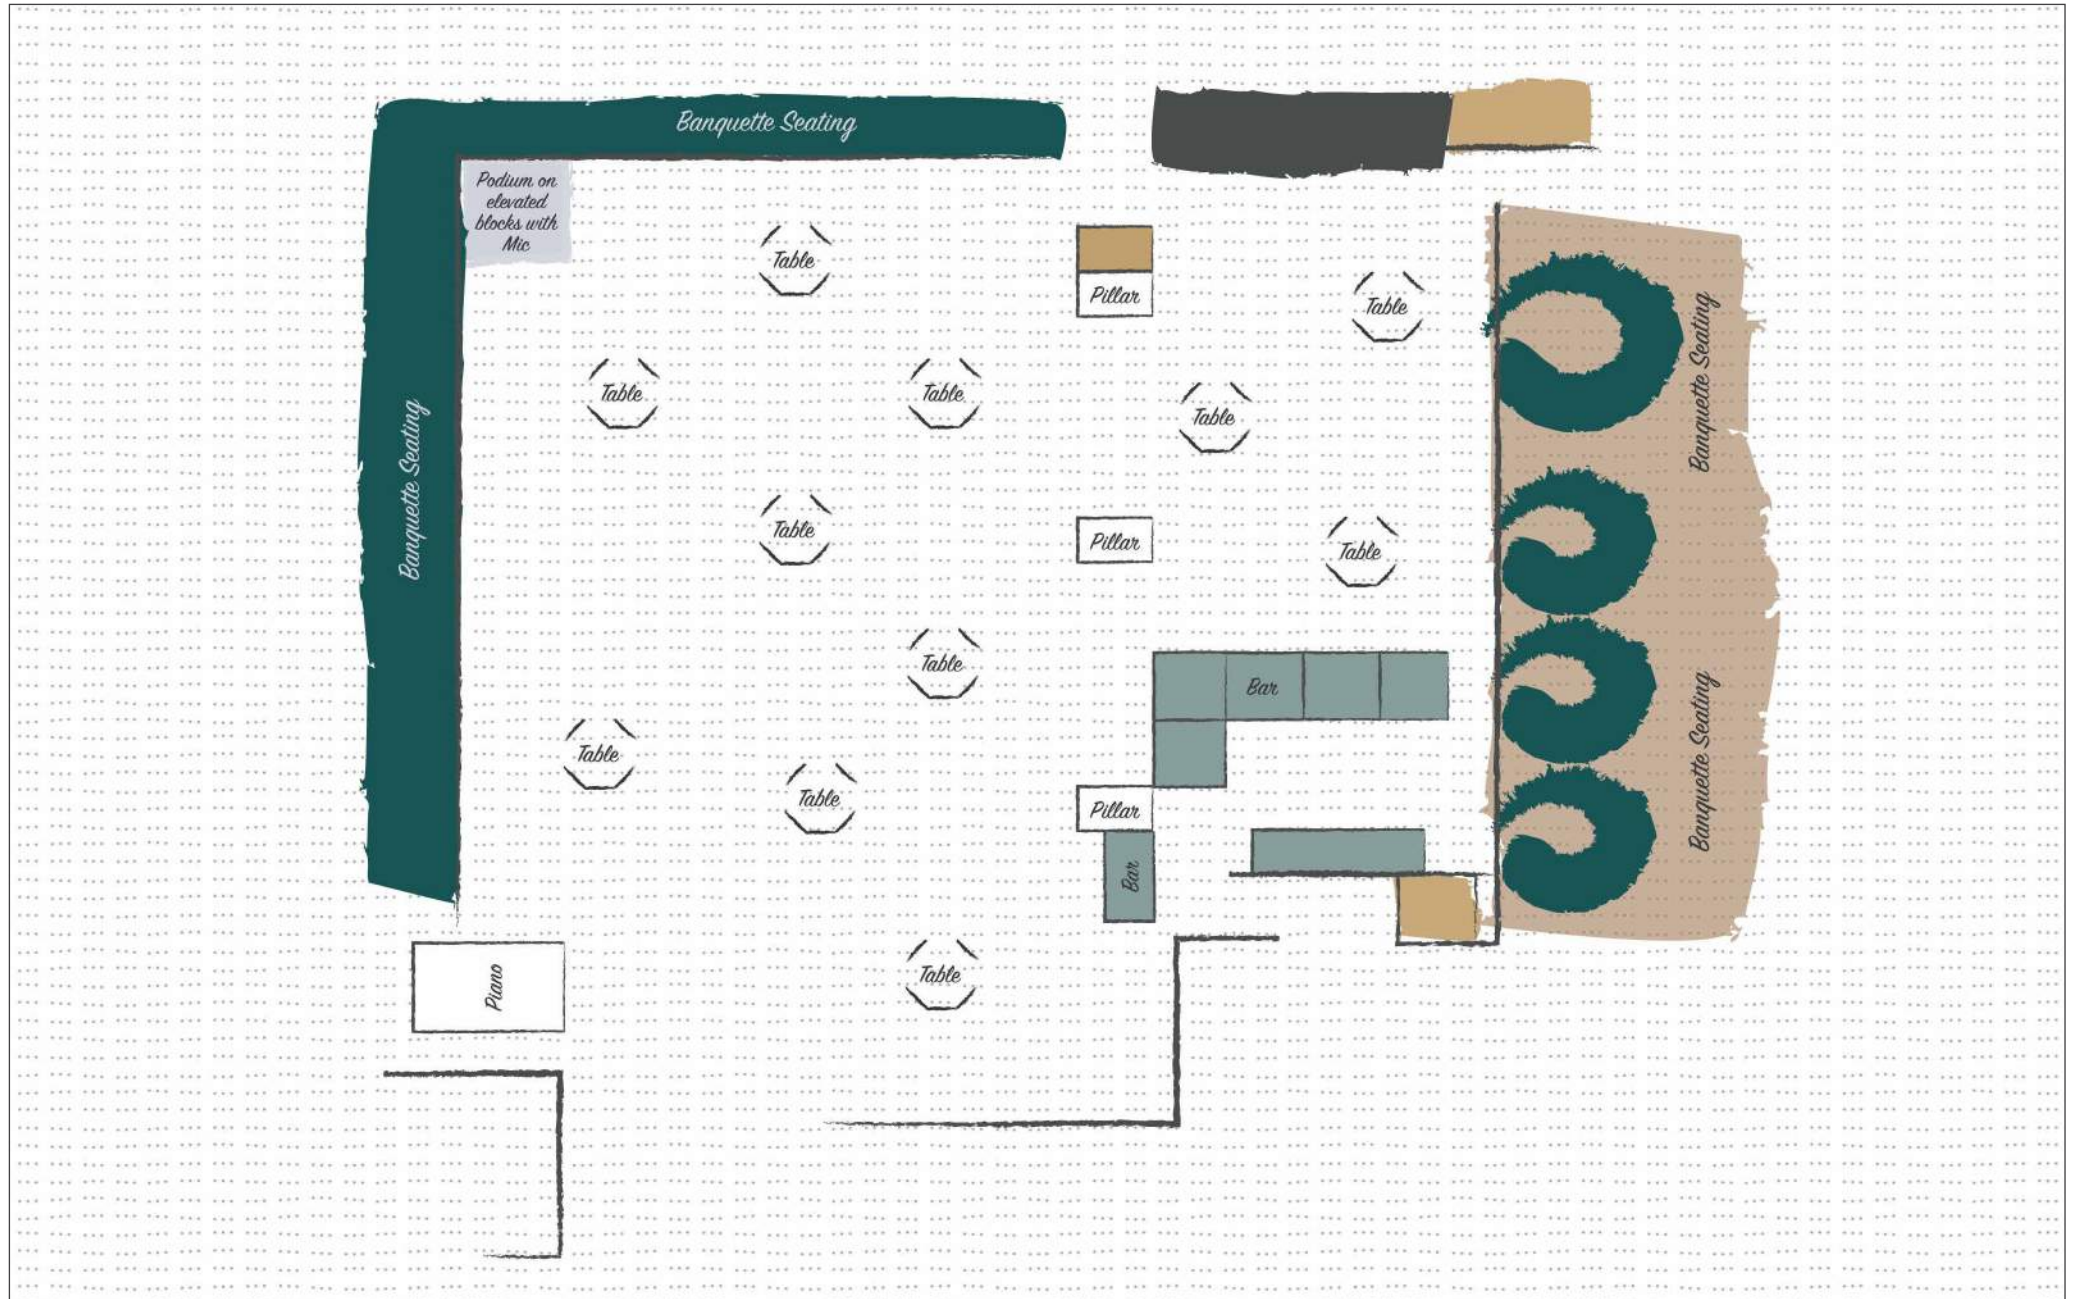 Banquette Seating
Podium on
elevated
blocks with
Mic
Table
Pillar
Table
Banquette Seating
Table
Table
Table
Banquette Seating
Table
Pillar
Table
Table
Bar
Banquette Seating
Table
Table
Pillar
Bar
Table
Piano